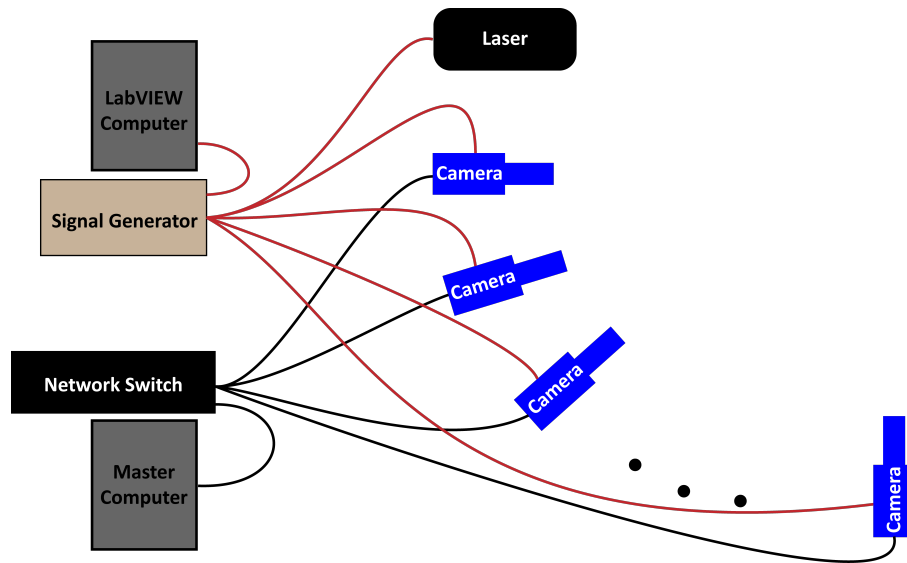 Laser
LabVIEW
Computer
Camera
Signal Generator
Camera
Camera
Network Switch
Master
Computer
Camera